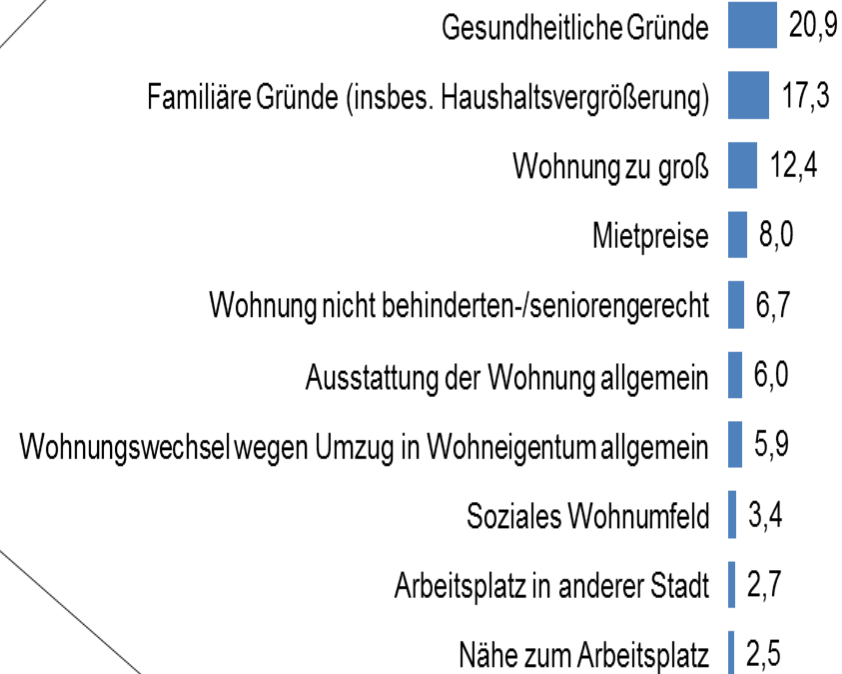 Gesundheitliche Gründe 20,9
Familiäre Gründe (insbes. Haushaltsvergrößerung) 17,3
Wohnung zu groß 12,4
Mietpreise 8,0
Wohnung nicht behinderten-/seniorengerecht 6,7
Ausstattung der Wohnung allgemein 6,0
Wohnungswechsel wegen Umzug in Wohneigentum allgemein 5,9
Soziales Wohnumfeld 3,4
Arbeitsplatz in anderer Stadt 2,7
Nähe zum Arbeitsplatz 2,5